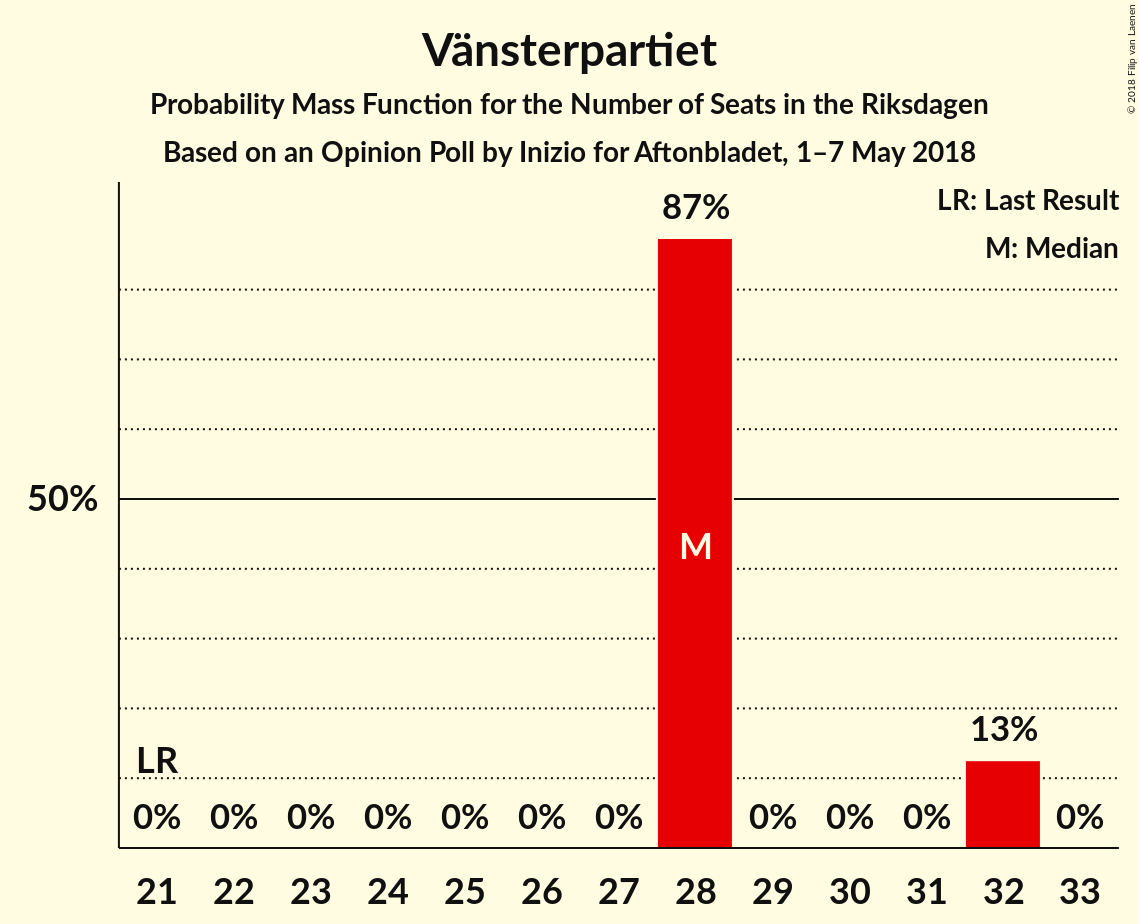 Vänsterpartiet
Probability Mass Function for the Number of Seats in the Riksdagen
Based on an Opinion Poll by Inizio for Aftonbladet, 1–7 May 2018
© 2018 Filip van Laenen
LR: Last Result
M: Median
87%
50%
M
13%
LR
0% 0% 0% 0% 0% 0% 0% 0% 0% 0% 0%
21 22 23 24 25 26 27 28 29 30 31 32 33